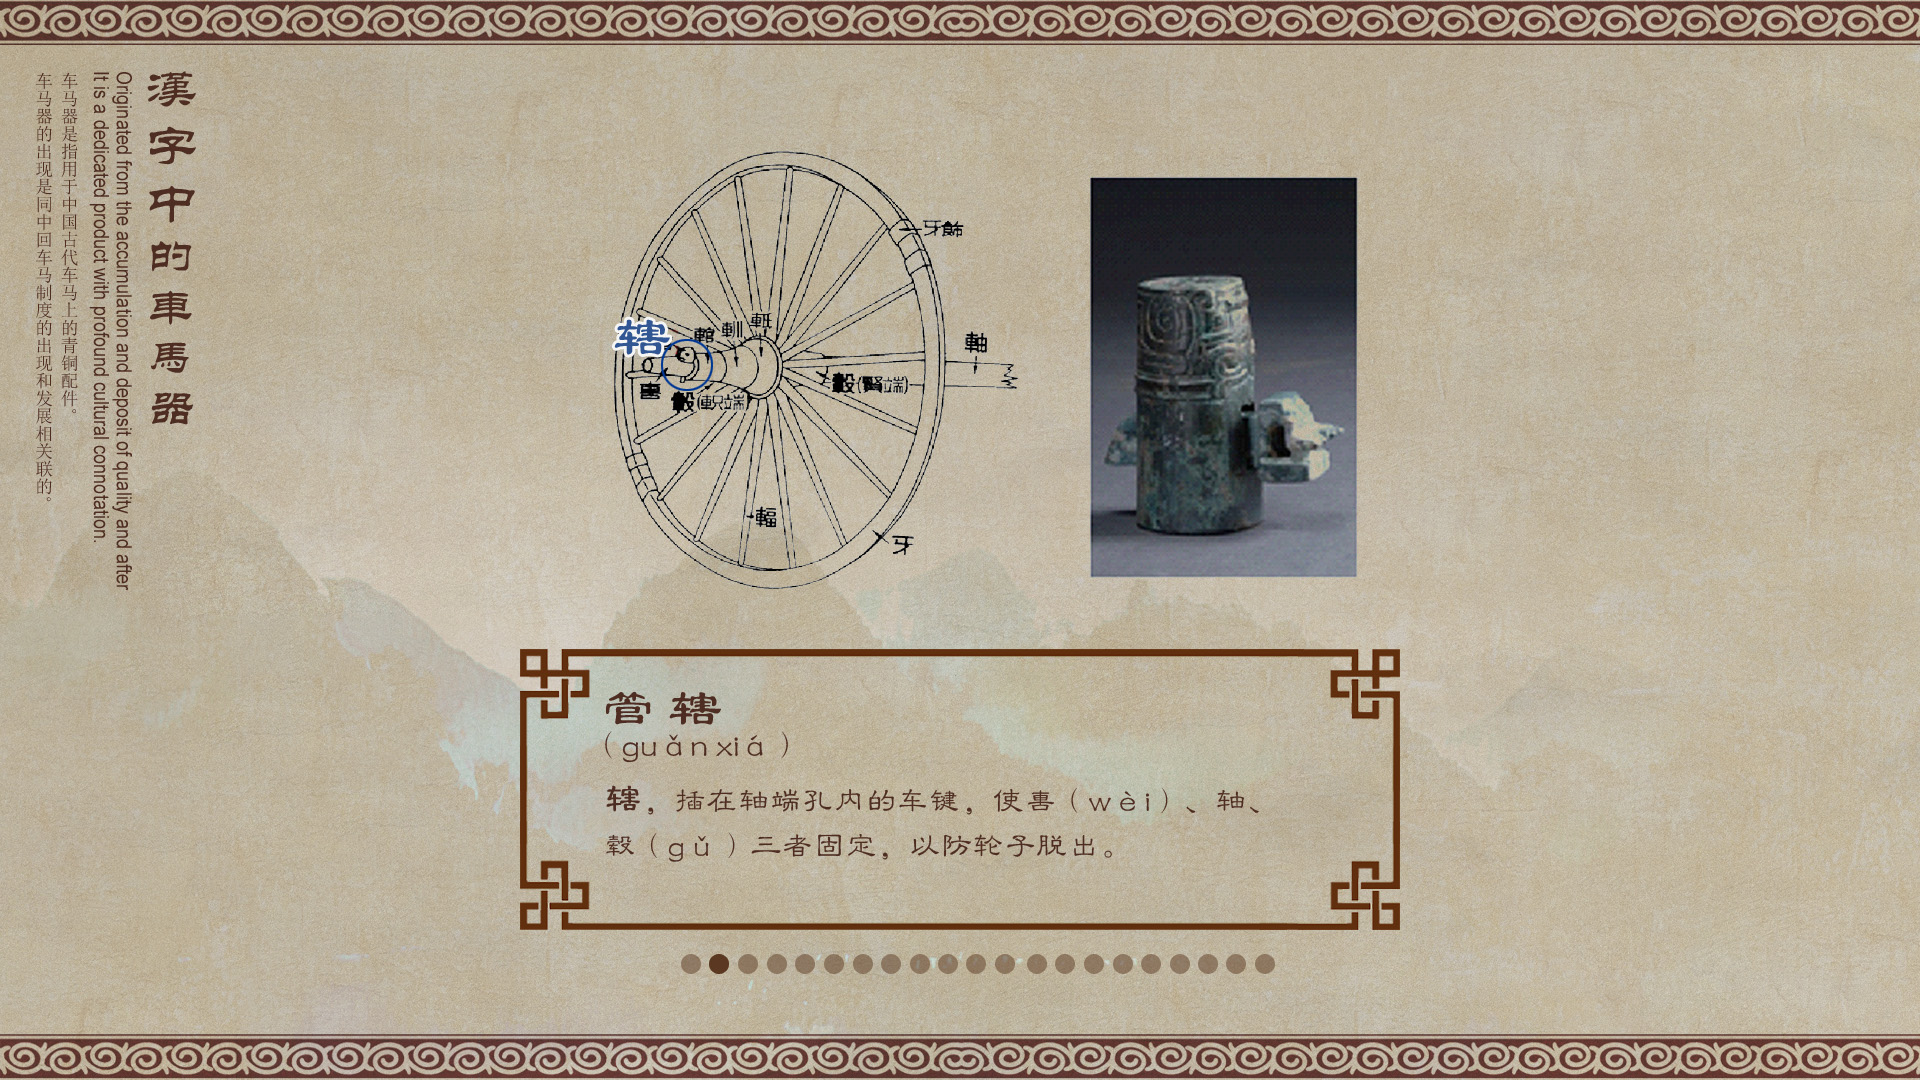 漢字中的車馬器
Originated from the accumulation and deposit of quality and after
It is a dedicated product with profound cultural connotation.
车马器是指用于中国古代车马上的青铜配件。
车马器的出现是同中回车马制度的出现和发展相关联的。
牙飾
辖
輨
軸
軎
轂(軹端)
轂(賢端)
輻
牙
管辖
(guǎn xiá)
辖，插在轴端孔内的车键，使軎（wèi）、轴、
毂（gǔ）三者固定，以防轮子脱出。